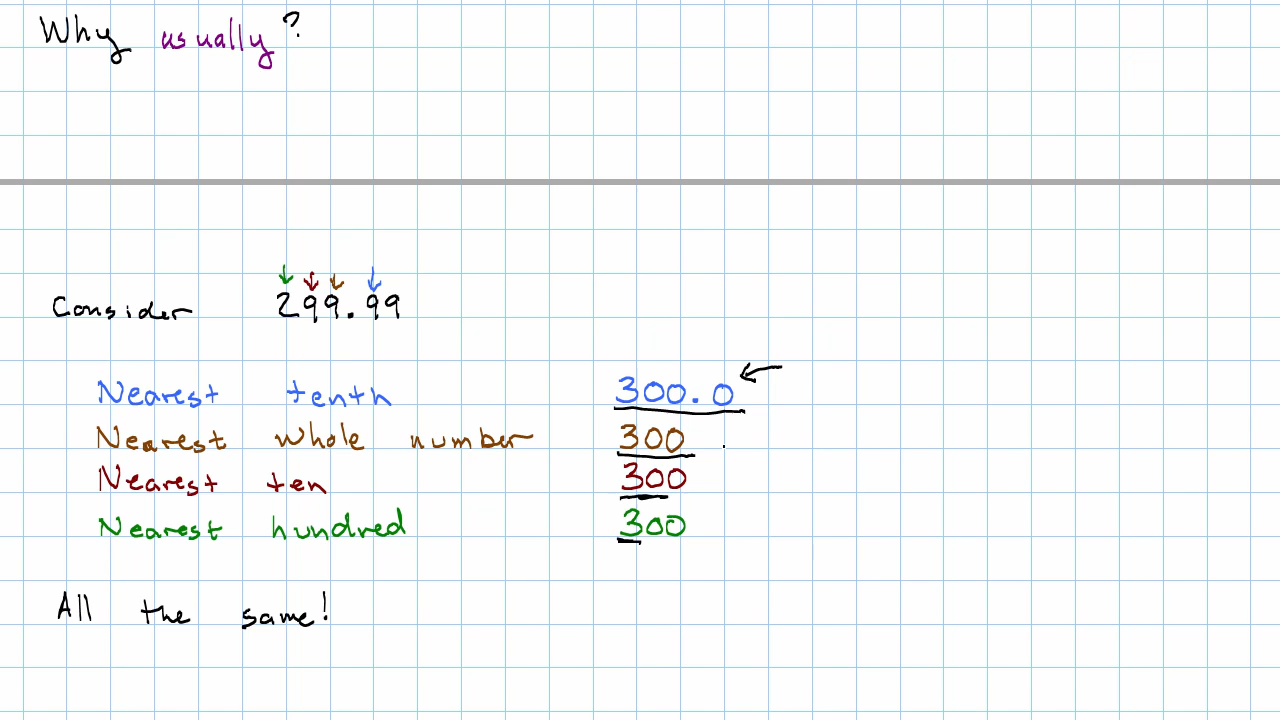 Why usually?
Consider 299.99
Nearest tenth 300.0
Nearest whole number 300
Nearest ten 300
Nearest hundred 300
All the same!